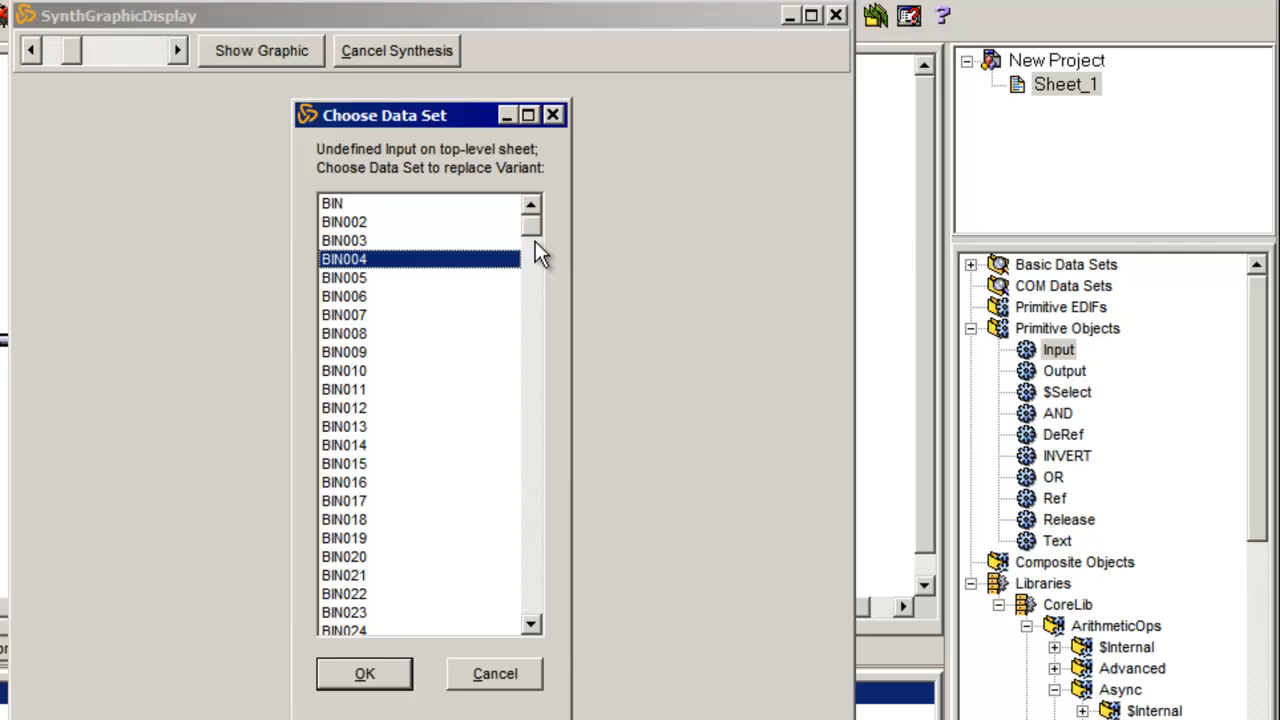 SynthGraphicDisplay
Show Graphic
Cancel Synthesis
Choose Data Set
Undefined Input on top-level sheet;
Choose Data Set to replace Variant:
BIN
BIN002
BIN003
BIN004
BIN005
BIN006
BIN007
BIN008
BIN009
BIN010
BIN011
BIN012
BIN013
BIN014
BIN015
BIN016
BIN017
BIN018
BIN019
BIN020
BIN021
BIN022
BIN023
BIN024
OK
Cancel
New Project
Sheet_1
Basic Data Sets
COM Data Sets
Primitive EDIFs
Primitive Objects
Input
Output
$Select
AND
DeRef
INVERT
OR
Ref
Release
Text
Composite Objects
Libraries
CoreLib
ArithmeticOps
$Internal
Advanced
Async
$Internal